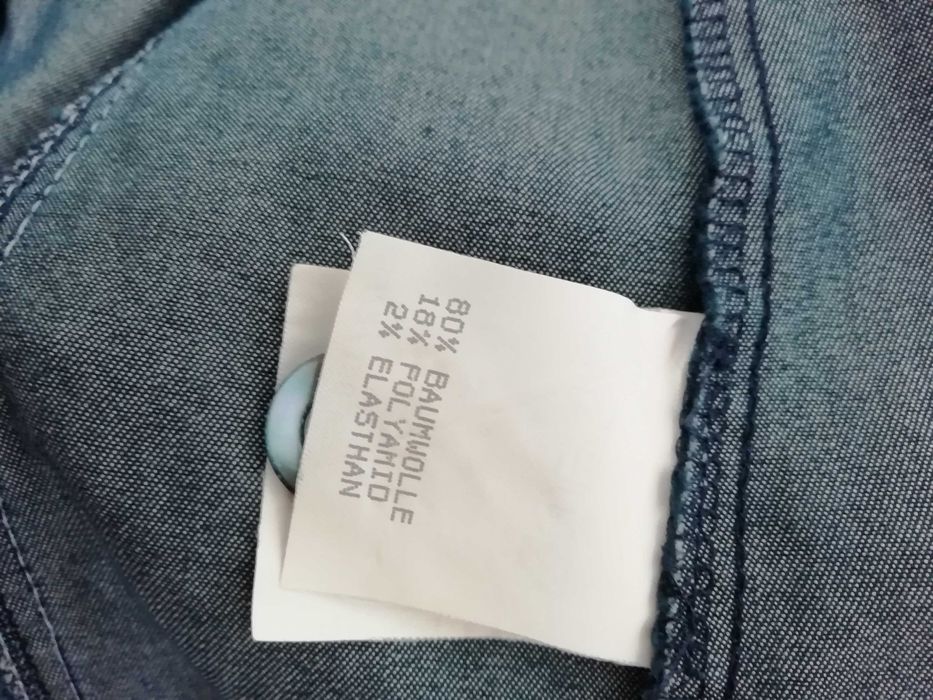 80% BAUMWOLLE
18% POLYAMID
2% ELASTHAN